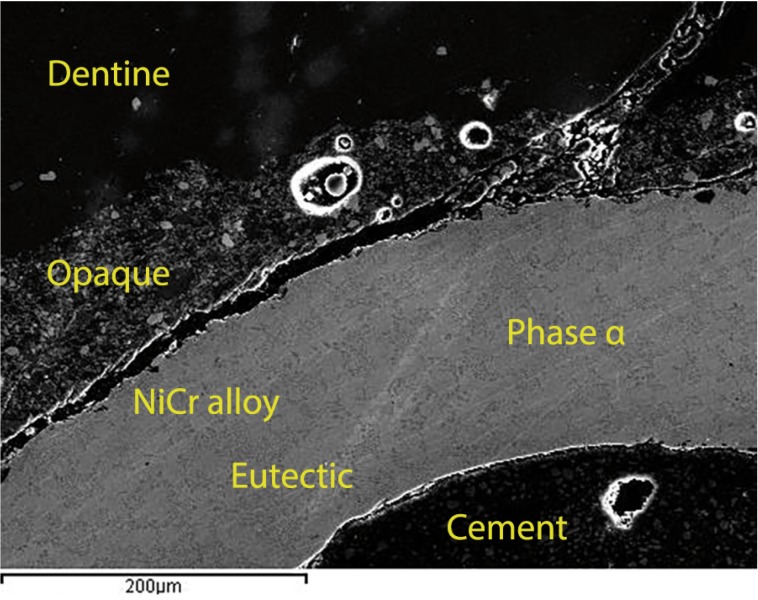 Dentine
Opaque
Phase α
NiCr alloy
Eutectic
Cement
200μm